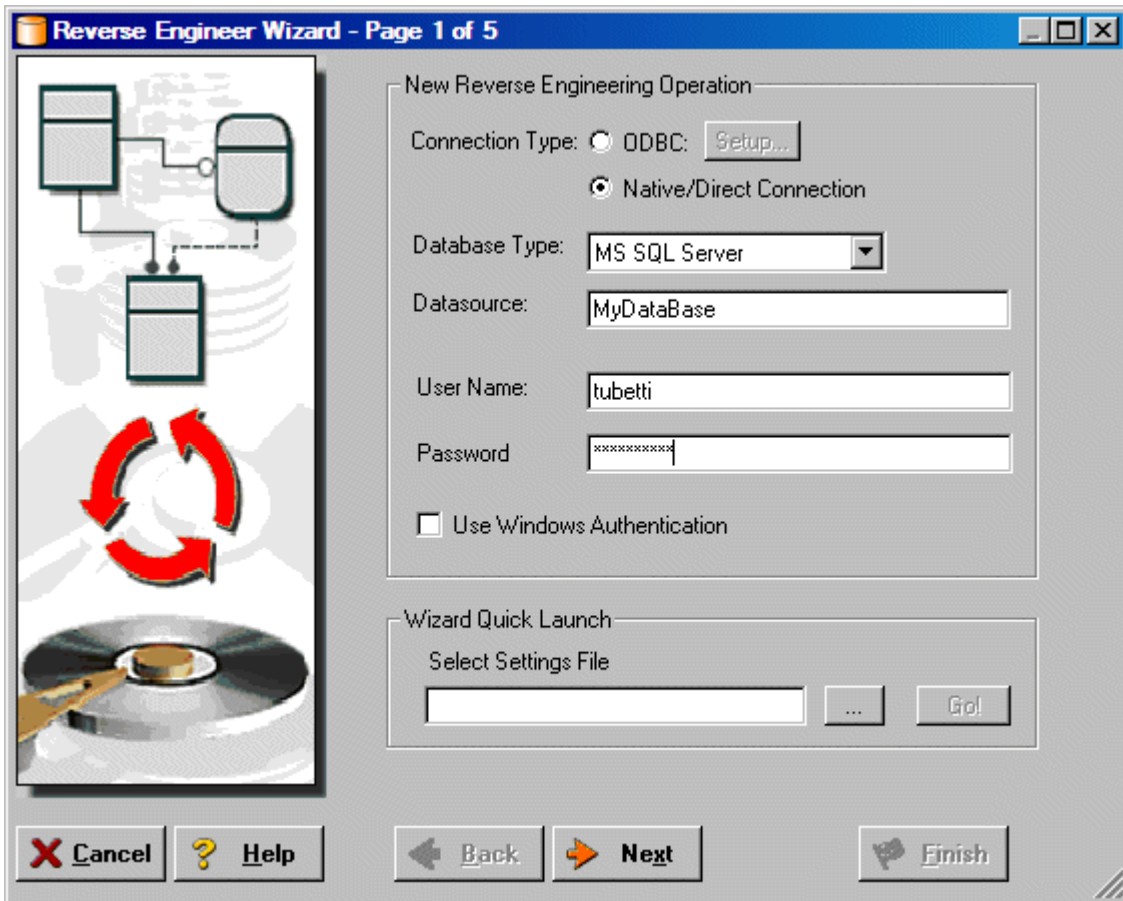 Reverse Engineer Wizard - Page 1 of 5
New Reverse Engineering Operation
Connection Type: ODBC: Setup...
Native/Direct Connection
Database Type: MS SQL Server
Datasource: MyDataBase
User Name: tubetti
Password **********
Use Windows Authentication
Wizard Quick Launch
Select Settings File
... Go!
Cancel ? Help Back Next Finish